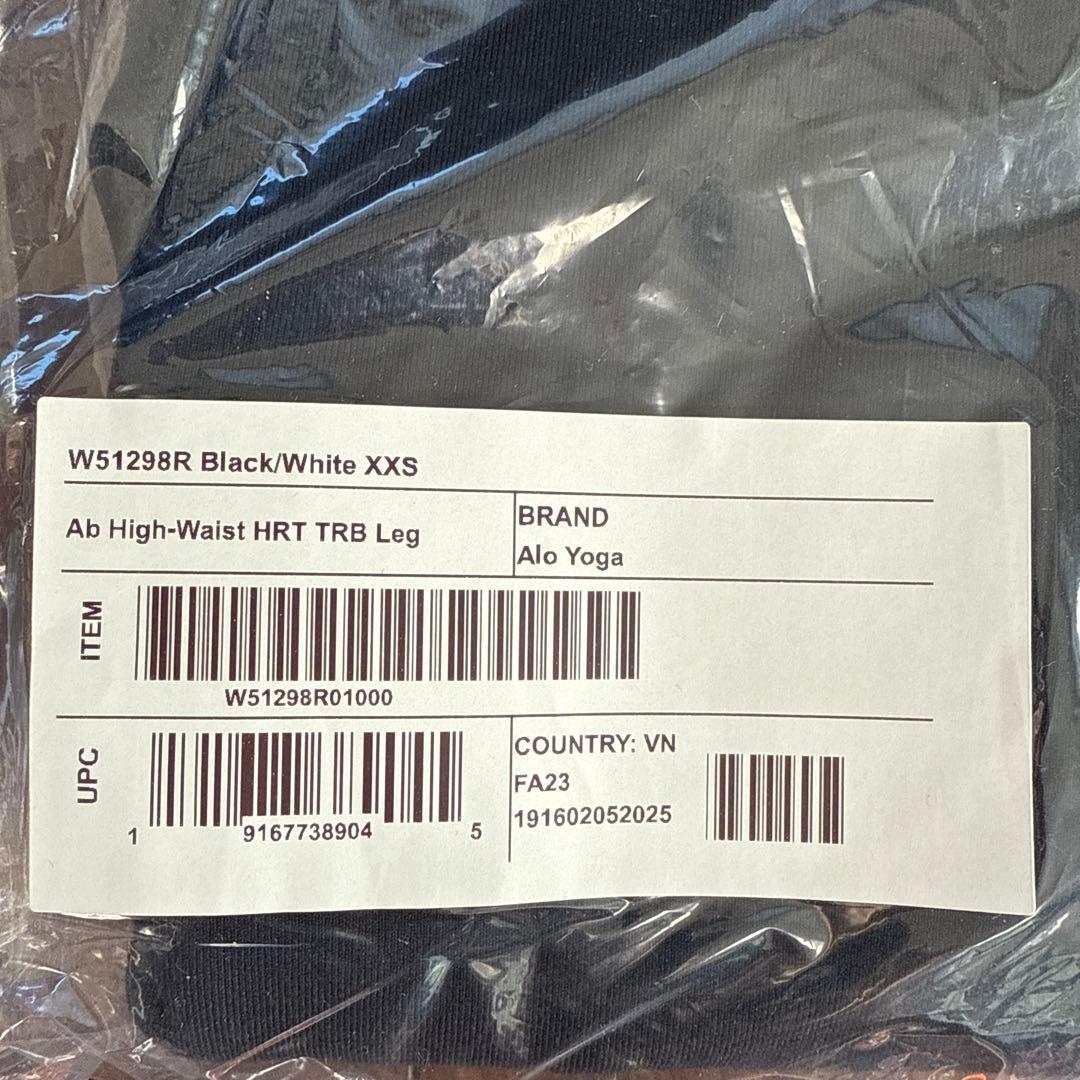 W51298R Black/White XXS
Ab High-Waist HRT TRB Leg
BRAND
Alo Yoga
ITEM
W51298R01000
UPC
1 9167738904 5
COUNTRY: VN
FA23
191602052025